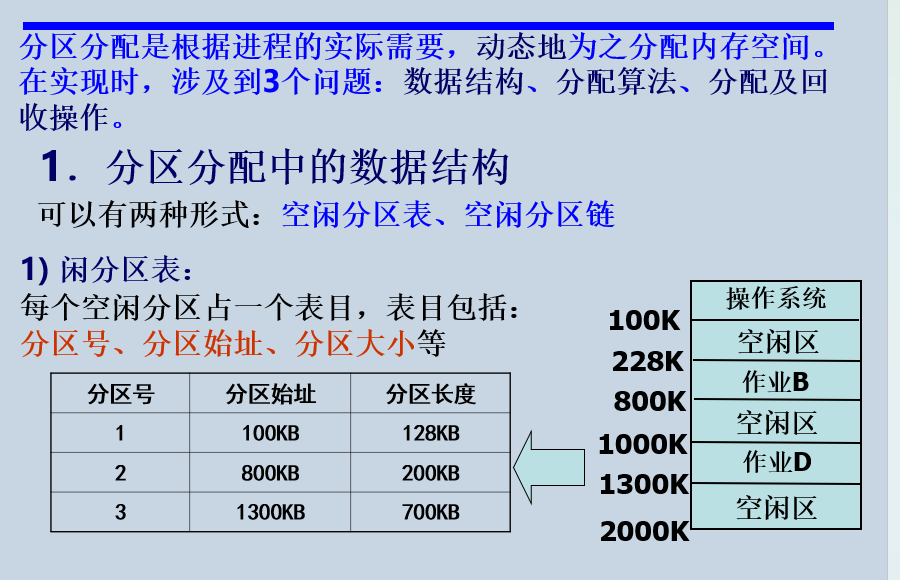 分区分配是根据进程的实际需要，动态地为之分配内存空间。
在实现时，涉及到3个问题：数据结构、分配算法、分配及回
收操作。
1．分区分配中的数据结构
可以有两种形式：空闲分区表、空闲分区链
1) 闲分区表：
每个空闲分区占一个表目，表目包括：
分区号、分区始址、分区大小等
分区号 分区始址 分区长度
1 100KB 128KB
2 800KB 200KB
3 1300KB 700KB
操作系统
100K
空闲区
228K
作业B
800K
空闲区
1000K
作业D
1300K
空闲区
2000K